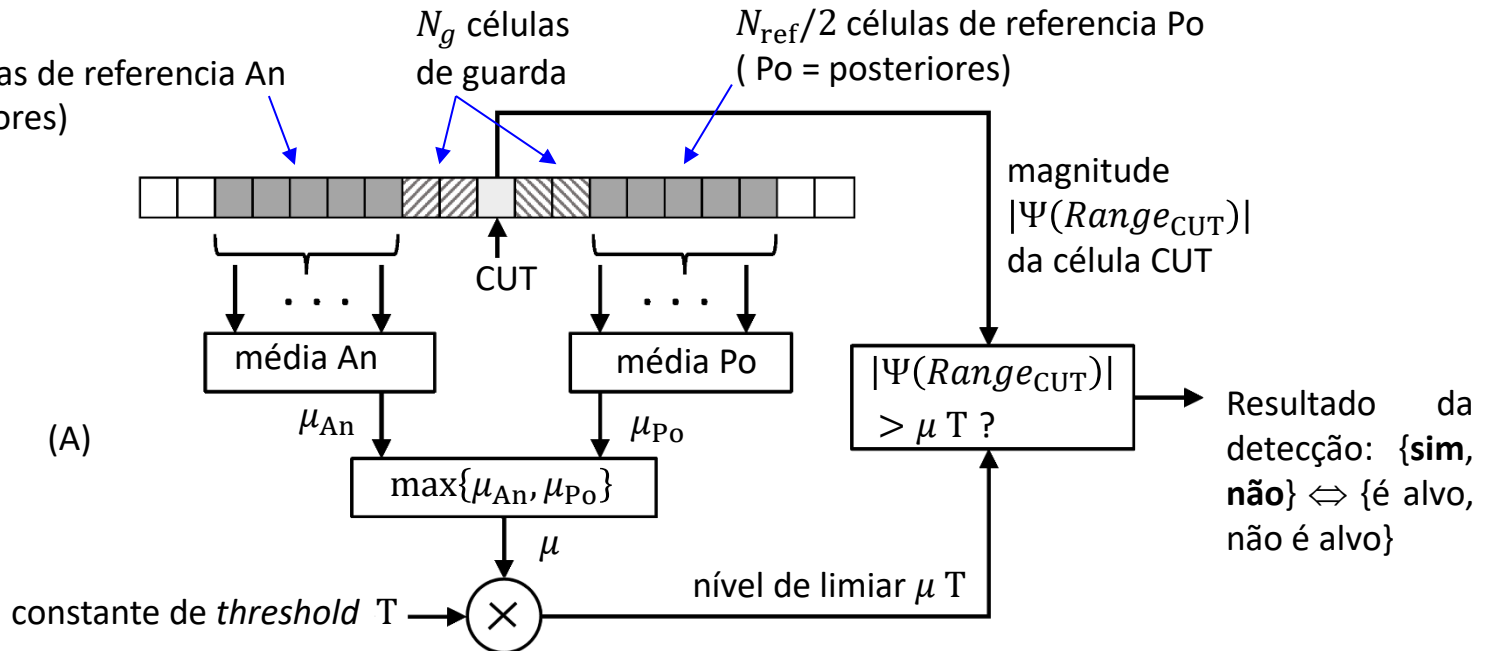 de referencia An
N_g células
de guarda
N_ref/2 células de referencia Po
( Po = posteriores)
CUT
magnitude
|Ψ(Range_CUT)|
da célula CUT
. . .
. . .
média An
média Po
μ_An
μ_Po
(A)
max{μ_An, μ_Po}
μ
|Ψ(Range_CUT)|
> μ T ?
Resultado da
detecção: {sim,
não} ⇔ {é alvo,
não é alvo}
constante de threshold T
×
nível de limiar μ T